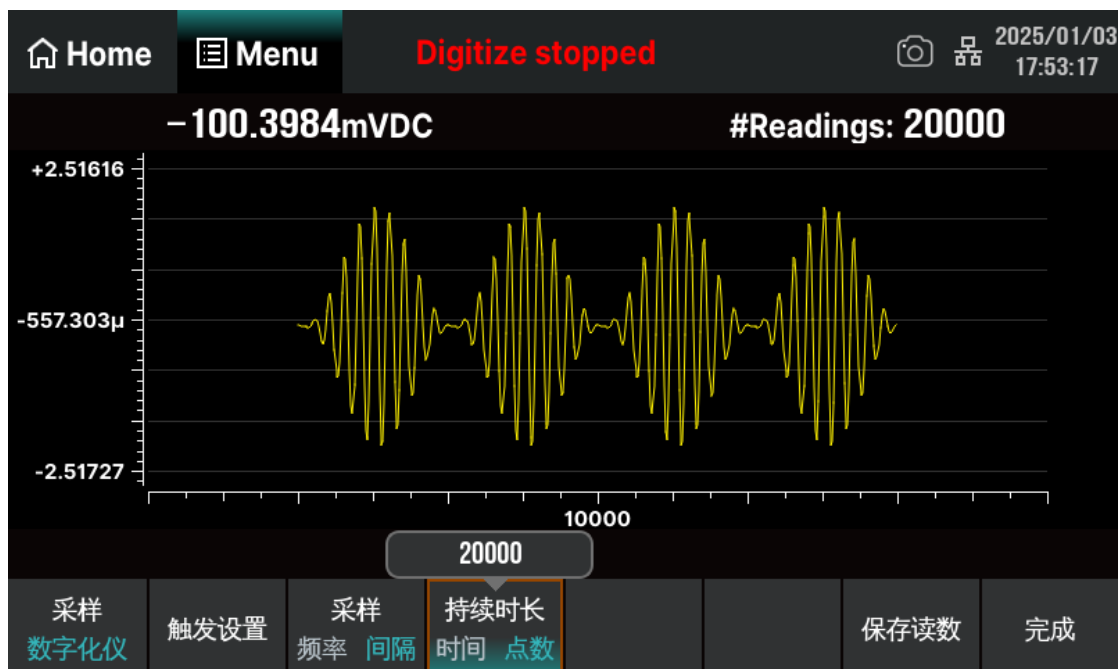 Home Menu Digitize stopped 2025/01/03
17:53:17
-100.3984mVDC #Readings: 20000
+2.51616
-557.303µ
-2.51727
10000
20000
采样 触发设置 采样 持续时长 保存读数 完成
数字化仪 频率 间隔 时间 点数